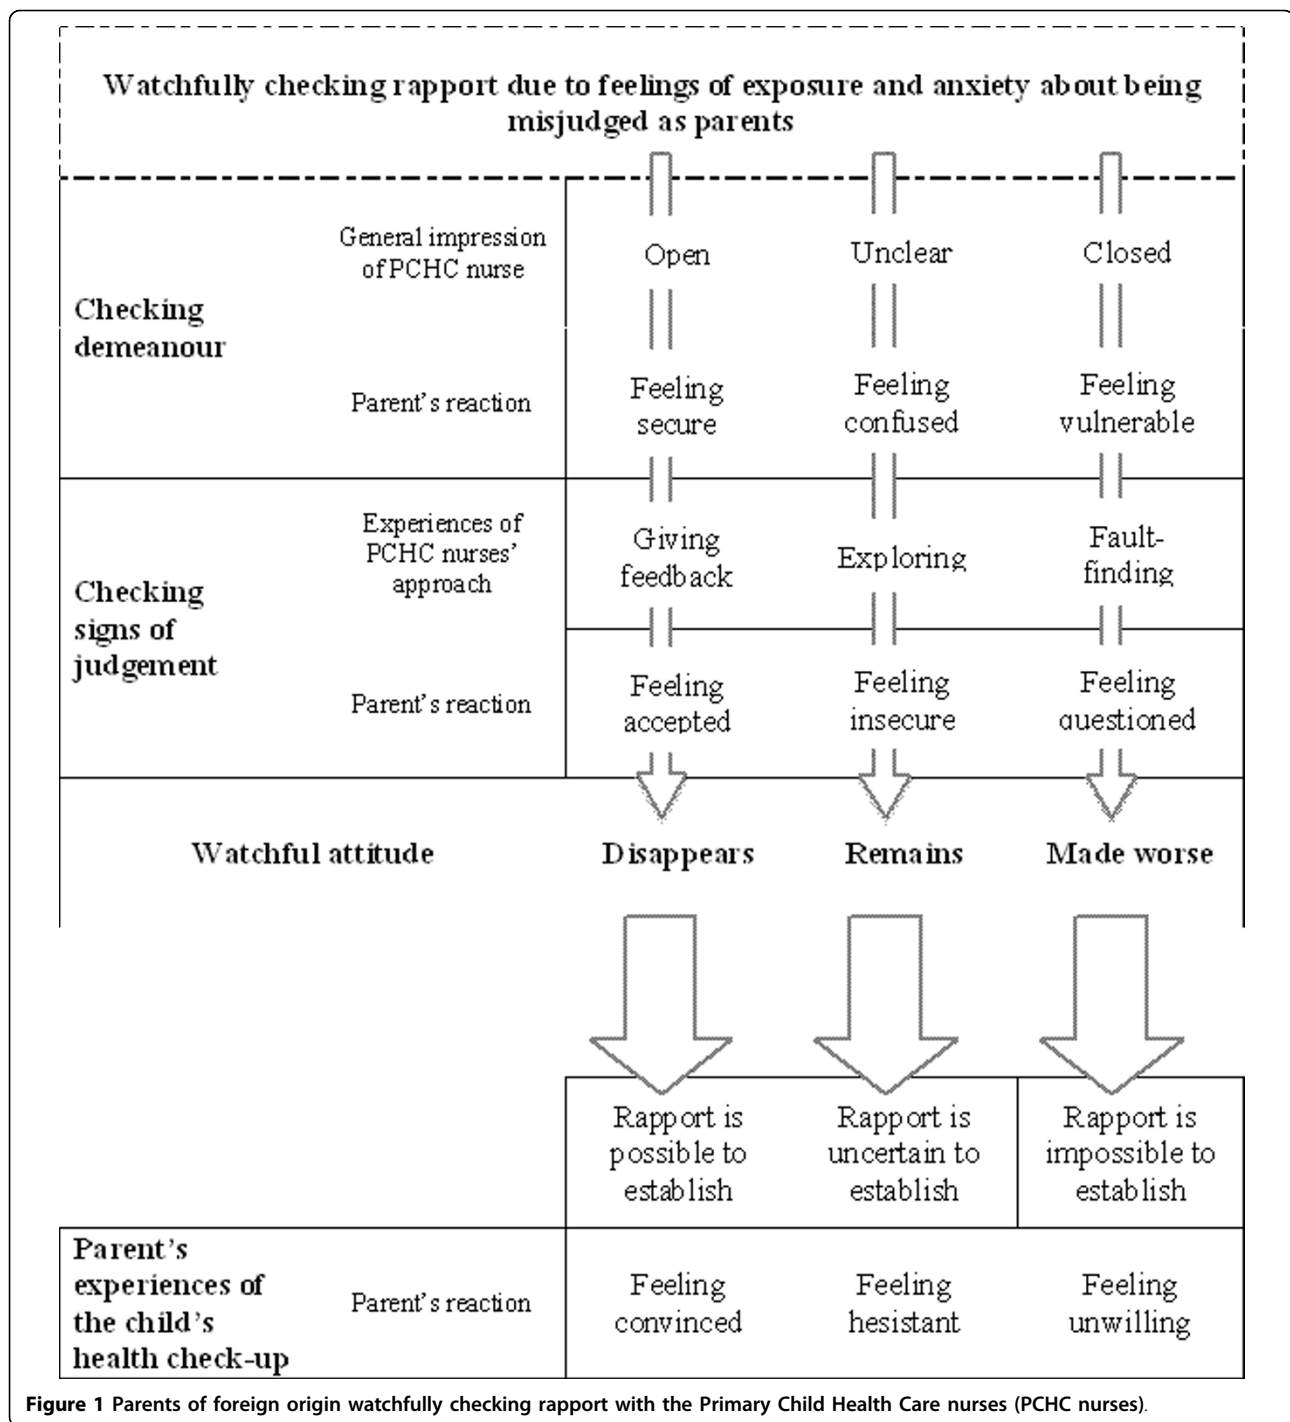 Watchfully checking rapport due to feelings of exposure and anxiety about being
misjudged as parents
General impression
of PCHC nurse
Open
Unclear
Closed
Checking
demeanour
Parent's reaction
Feeling
secure
Feeling
confused
Feeling
vulnerable
Experiences of
PCHC nurses'
approach
Giving
feedback
Exploring
Fault-
finding
Checking
signs of
judgement
Parent's reaction
Feeling
accepted
Feeling
insecure
Feeling
questioned
Watchful attitude
Disappears
Remains
Made worse
Rapport is
possible to
establish
Rapport is
uncertain to
establish
Rapport is
impossible to
establish
Parent's
experiences of
the child's
health check-up
Parent's reaction
Feeling
convinced
Feeling
hesistant
Feeling
unwilling
Figure 1 Parents of foreign origin watchfully checking rapport with the Primary Child Health Care nurses (PCHC nurses).